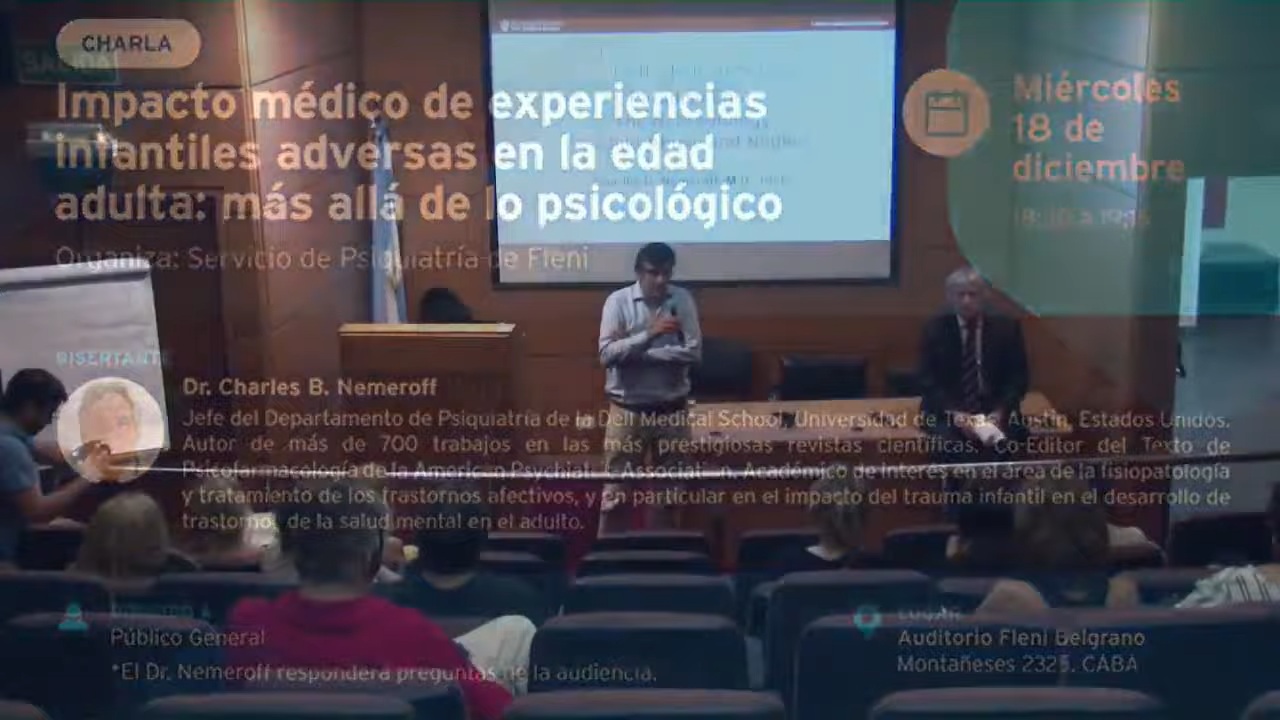 SALIDA
CHARLA
Impacto médico de experiencias
infantiles adversas en la edad
adulta: más allá de lo psicológico
Organiza: Servicio de Psiquiatría de Fleni
Miércoles
18 de
diciembre
DISERTANTE
Dr. Charles B. Nemeroff
Jefe del Departamento de Psiquiatría de la Dell Medical School, Universidad de Texas Austin, Estados Unidos.
Autor de más de 700 trabajos en las más prestigiosas revistas científicas. Co-Editor del Texto de
Psicofarmacología de la American Psychiatric Association. Académico de interés en el área de la fisiopatología
y tratamiento de los trastornos afectivos, y en particular en el impacto del trauma infantil en el desarrollo de
trastornos de la salud mental en el adulto.
Público General
*El Dr. Nemeroff responderá preguntas de la audiencia.
LUGAR
Auditorio Fleni Belgrano
Montañeses 2325, CABA